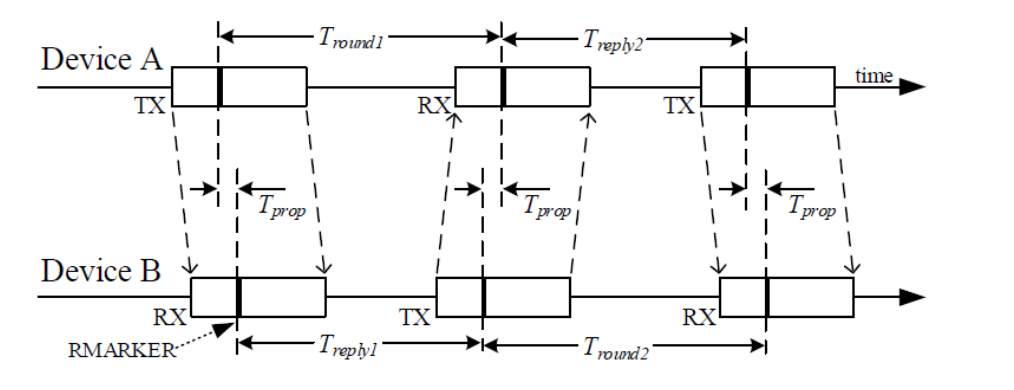 Tround1
Treply2
Device A
time
TX
RX
TX
Tprop
Tprop
Tprop
Device B
RX
TX
RX
RMARKER
Treply1
Tround2